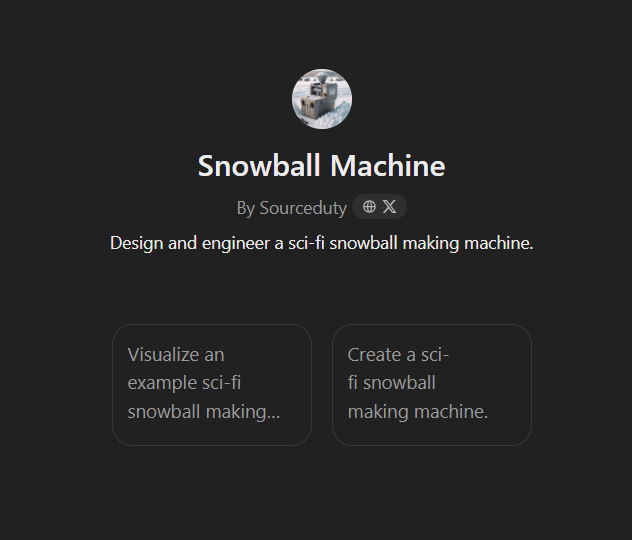 Snowball Machine
By Sourceduty
Design and engineer a sci-fi snowball making machine.
Visualize an
example sci-fi
snowball making...
Create a sci-
fi snowball
making machine.